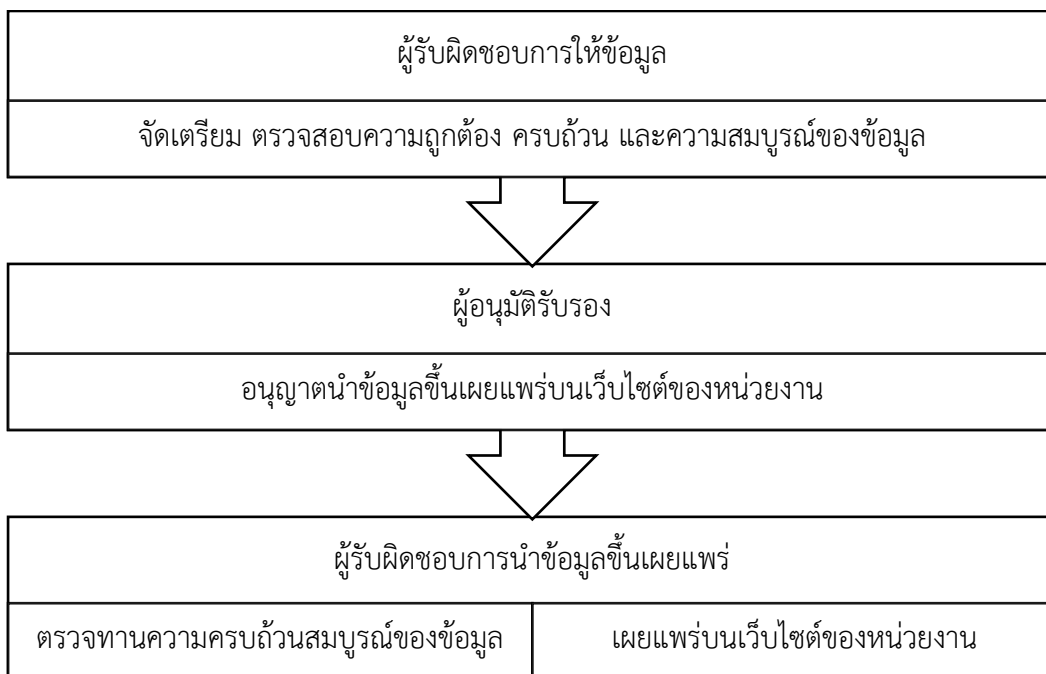 ผู้รับผิดชอบการให้ข้อมูล
จัดเตรียม ตรวจสอบความถูกต้อง ครบถ้วน และความสมบูรณ์ของข้อมูล
ผู้อนุมัติรับรอง
อนุญาตนำข้อมูลขึ้นเผยแพร่บนเว็บไซต์ของหน่วยงาน
ผู้รับผิดชอบการนำข้อมูลขึ้นเผยแพร่
ตรวจทานความครบถ้วนสมบูรณ์ของข้อมูล
เผยแพร่บนเว็บไซต์ของหน่วยงาน